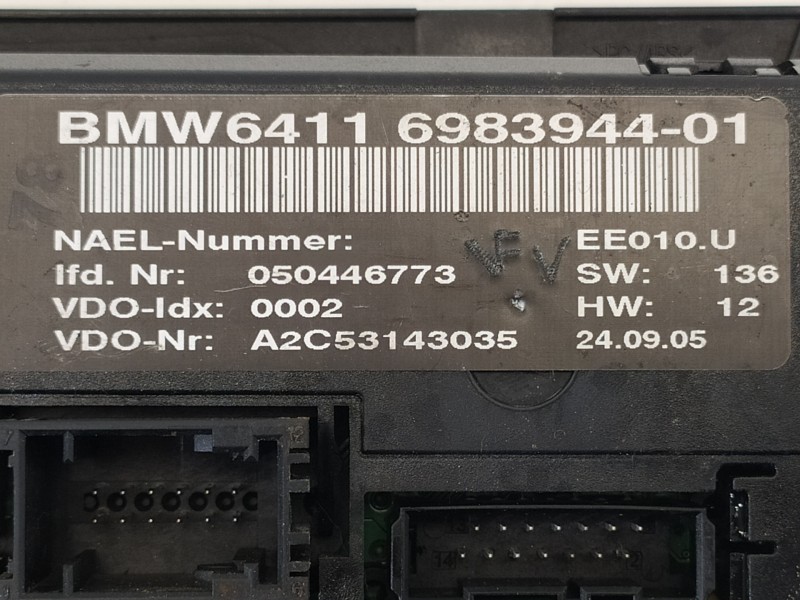 BMW6411 6983944-01
78
NAEL-Nummer: EE010.U
lfd. Nr: 050446773 SW: 136
VDO-Idx: 0002 HW: 12
VDO-Nr: A2C53143035 24.09.05